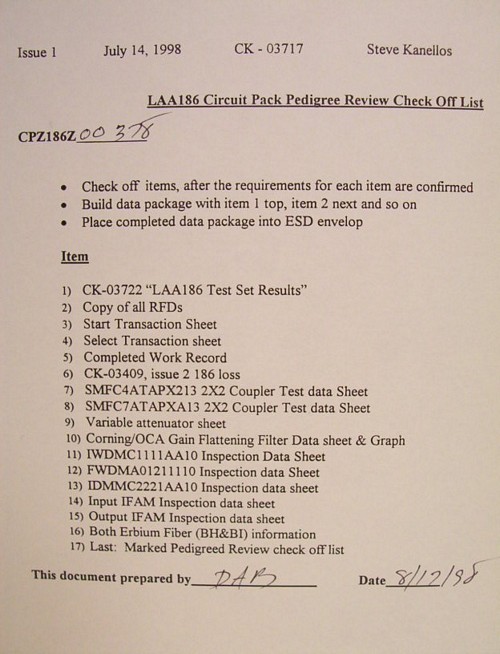 Issue 1 July 14, 1998 CK - 03717 Steve Kanellos
LAA186 Circuit Pack Pedigree Review Check Off List
CPZ186Z 00 378
• Check off items, after the requirements for each item are confirmed
• Build data package with item 1 top, item 2 next and so on
• Place completed data package into ESD envelop
Item
1) CK-03722 “LAA186 Test Set Results”
2) Copy of all RFDs
3) Start Transaction Sheet
4) Select Transaction sheet
5) Completed Work Record
6) CK-03409, issue 2 186 loss
7) SMFC4ATAPX213 2X2 Coupler Test data Sheet
8) SMFC7ATAPXA13 2X2 Coupler Test data Sheet
9) Variable attenuator sheet
10) Corning/OCA Gain Flattening Filter Data sheet & Graph
11) IWDMC1111AA10 Inspection Data Sheet
12) FWDMA01211110 Inspection data Sheet
13) IDMMC2221AA10 Inspection data sheet
14) Input IFAM Inspection data sheet
15) Output IFAM Inspection data sheet
16) Both Erbium Fiber (BH&BI) information
17) Last: Marked Pedigreed Review check off list
This document prepared by DAB Date 8/12/98